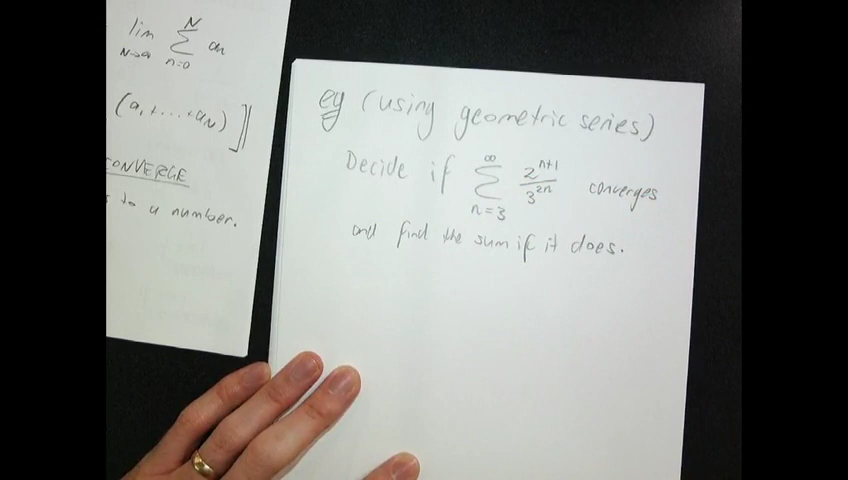 lim N→∞ N Σ n=0 an
(a1+...+aN) ]
CONVERGE
to a number.
eg (using geometric series)
Decide if ∞ Σ n=3 2^(n+1) / 3^(2n) converges
and find the sum if it does.